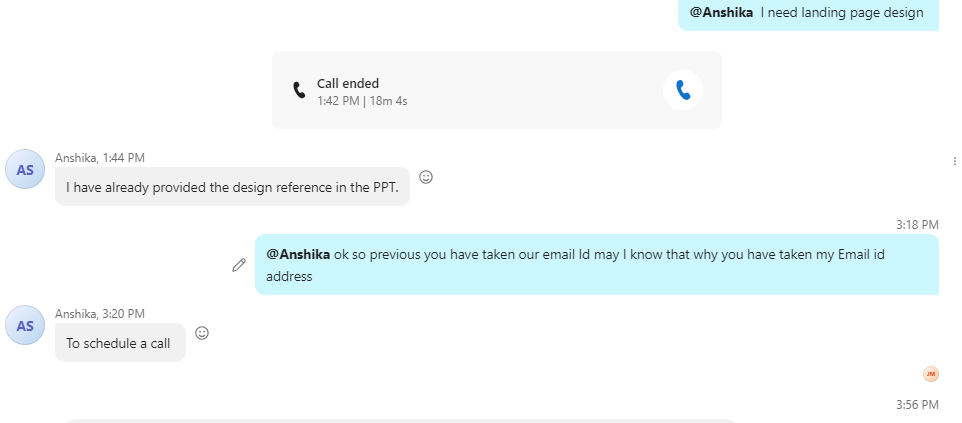 @Anshika I need landing page design
Call ended
1:42 PM | 18m 4s
Anshika, 1:44 PM
AS
I have already provided the design reference in the PPT.
3:18 PM
@Anshika ok so previous you have taken our email Id may I know that why you have taken my Email id
address
Anshika, 3:20 PM
AS
To schedule a call
JM
3:56 PM